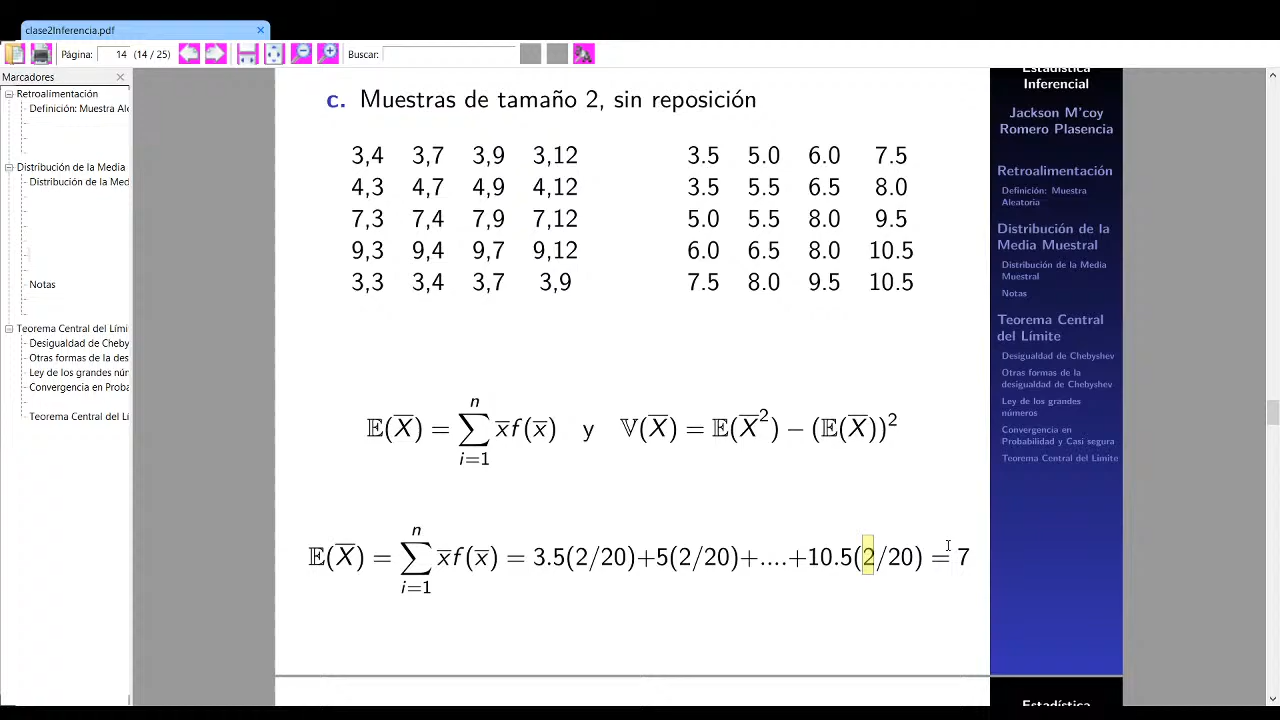 clase2Inferencia.pdf
Página: 14 (14 / 25) Buscar:
Marcadores
Retroalimentación
Definición: Muestra Ale
Distribución de la Med
Distribución de la Med
Notas
Teorema Central del Lími
Desigualdad de Cheby
Otras formas de la des
Ley de los grandes núr
Convergencia en Proba
Teorema Central del Lí
c. Muestras de tamaño 2, sin reposición
3,4 3,7 3,9 3,12 3.5 5.0 6.0 7.5
4,3 4,7 4,9 4,12 3.5 5.5 6.5 8.0
7,3 7,4 7,9 7,12 5.0 5.5 8.0 9.5
9,3 9,4 9,7 9,12 6.0 6.5 8.0 10.5
3,3 3,4 3,7 3,9 7.5 8.0 9.5 10.5
𝔼(X̅) = ∑ⁿᵢ₌₁ x̅f(x̅) y 𝕍(X̅) = 𝔼(X̅²) − (𝔼(X̅))²
𝔼(X̅) = ∑ⁿᵢ₌₁ x̅f(x̅) = 3.5(2/20)+5(2/20)+....+10.5(2/20) = 7
Estadística
Inferencial
Jackson M'coy
Romero Plasencia
Retroalimentación
Definición: Muestra
Aleatoria
Distribución de la
Media Muestral
Distribución de la Media
Muestral
Notas
Teorema Central
del Límite
Desigualdad de Chebyshev
Otras formas de la
desigualdad de Chebyshev
Ley de los grandes
números
Convergencia en
Probabilidad y Casi segura
Teorema Central del Límite
Estadística